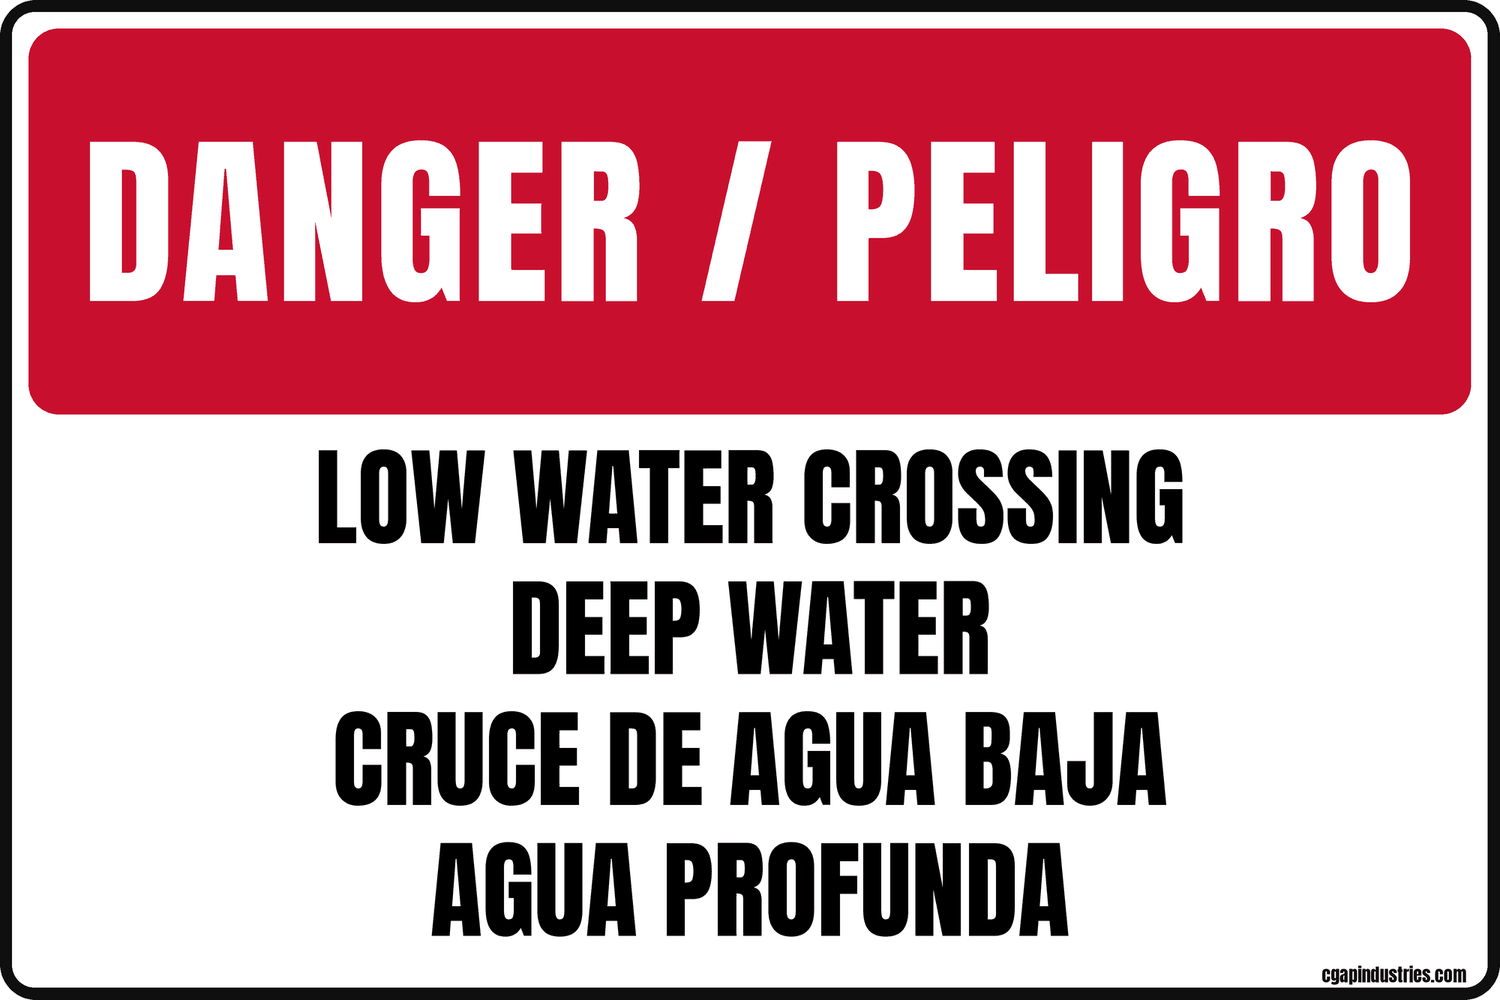 DANGER / PELIGRO
LOW WATER CROSSING
DEEP WATER
CRUCE DE AGUA BAJA
AGUA PROFUNDA
cgapindustries.com